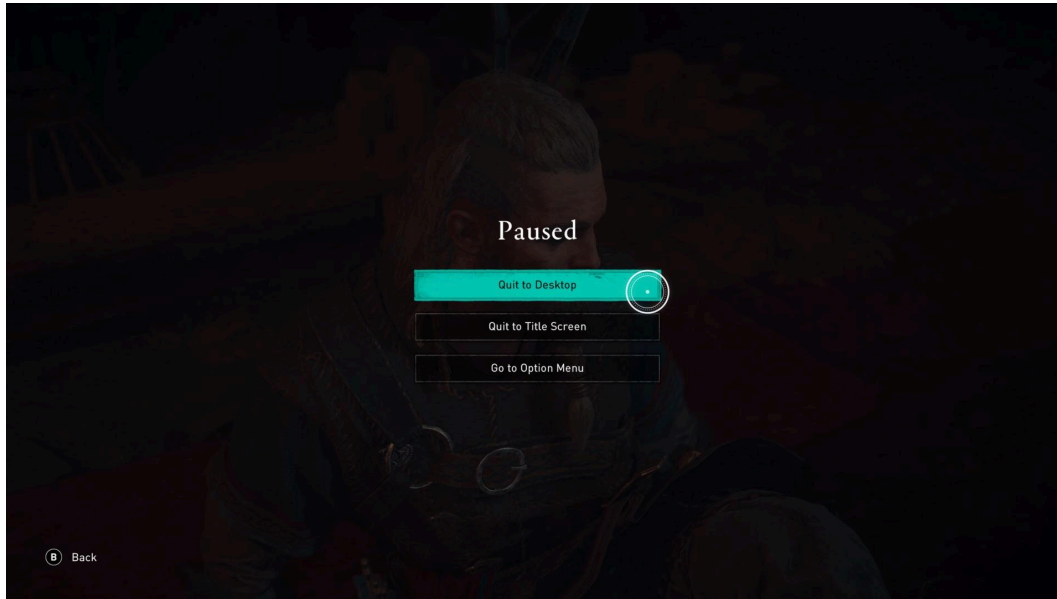 Paused
Quit to Desktop
Quit to Title Screen
Go to Option Menu
B Back